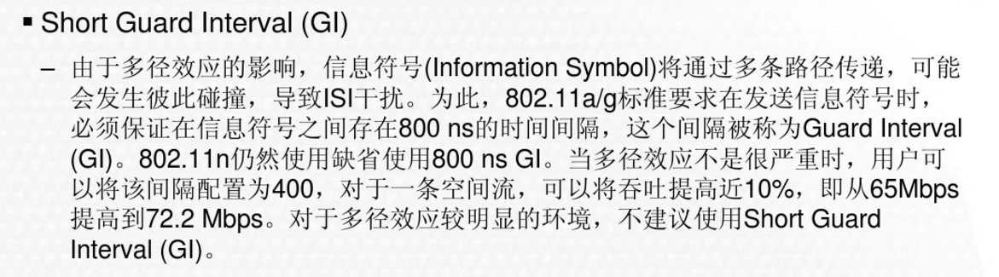 ▪ Short Guard Interval (GI)
– 由于多径效应的影响，信息符号(Information Symbol)将通过多条路径传递，可能
会发生彼此碰撞，导致ISI干扰。为此，802.11a/g标准要求在发送信息符号时，
必须保证在信息符号之间存在800 ns的时间间隔，这个间隔被称为Guard Interval
(GI)。802.11n仍然使用缺省使用800 ns GI。当多径效应不是很严重时，用户可
以将该间隔配置为400，对于一条空间流，可以将吞吐提高近10%，即从65Mbps
提高到72.2 Mbps。对于多径效应较明显的环境，不建议使用Short Guard
Interval (GI)。